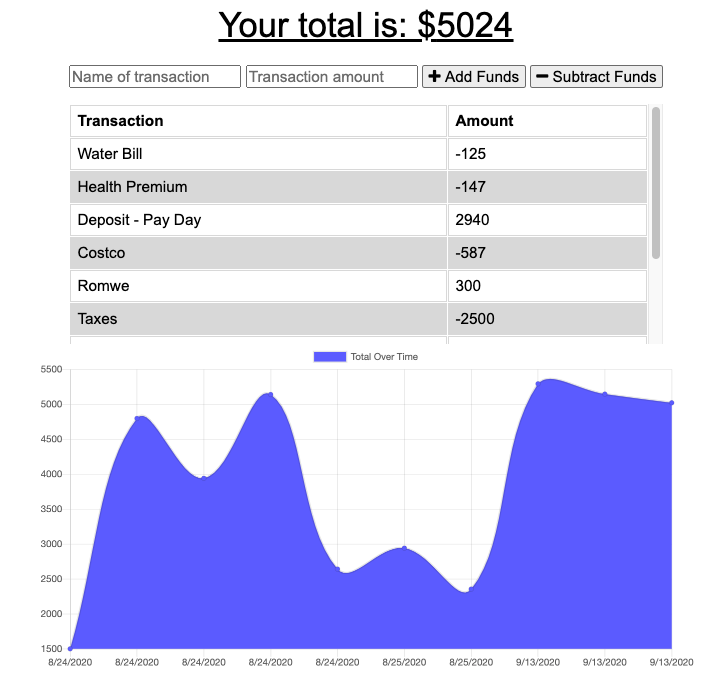 Your total is: $5024
Name of transaction Transaction amount Add Funds Subtract Funds
Transaction Amount
Water Bill -125
Health Premium -147
Deposit - Pay Day 2940
Costco -587
Romwe 300
Taxes -2500
Total Over Time
5500
5000
4500
4000
3500
3000
2500
2000
1500
8/24/2020 8/24/2020 8/24/2020 8/24/2020 8/24/2020 8/25/2020 8/25/2020 9/13/2020 9/13/2020 9/13/2020